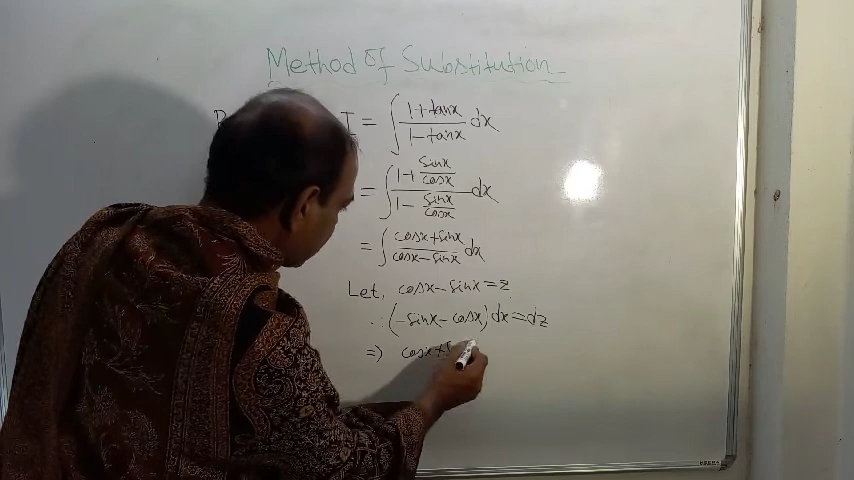 Method Of Substitution
I = ∫ (1+tanx)/(1-tanx) dx
= ∫ (1+ sinx/cosx)/(1- sinx/cosx) dx
= ∫ (cosx+sinx)/(cosx-sinx) dx
Let, cosx-sinx=z
∴ (-sinx-cosx)dx=dz
=> cosx+